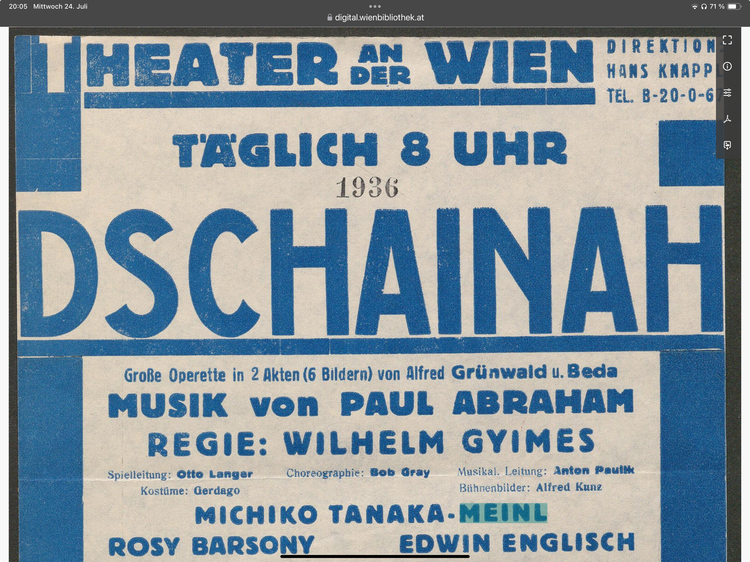 20:05 Mittwoch 24. Juli
71 %
digital.wienbibliothek.at
THEATER AN DER WIEN
DIREKTION
HANS KNAPPL
TEL. B-20-0-6
TÄGLICH 8 UHR
1936
DSCHAINAH
Große Operette in 2 Akten (6 Bildern) von Alfred Grünwald u. Beda
MUSIK von PAUL ABRAHAM
REGIE: WILHELM GYIMES
Spielleitung: Otto Langer Choreographie: Bob Gray Musikal. Leitung: Anton Paulik
Kostüme: Gerdago Bühnenbilder: Alfred Kunz
MICHIKO TANAKA-MEINL
ROSY BARSONY EDWIN ENGLISCH